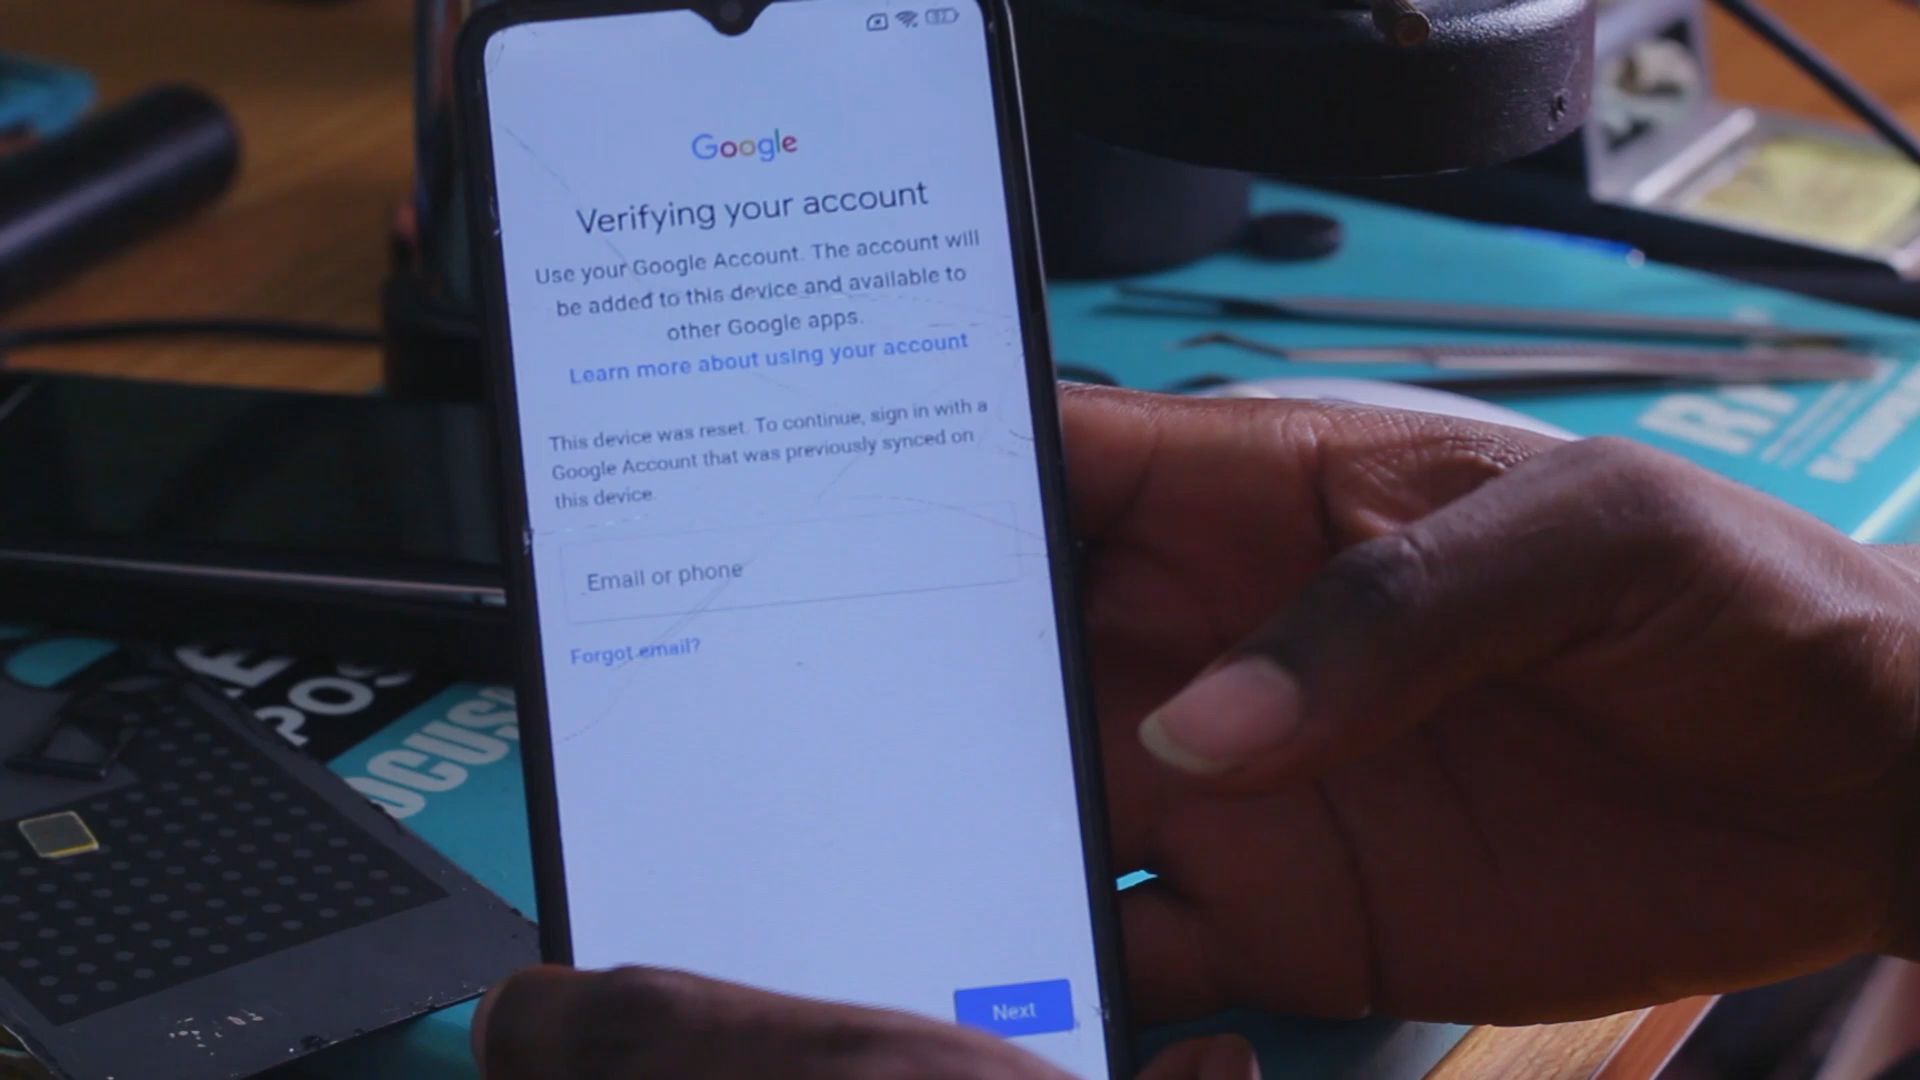 Google
Verifying your account
Use your Google Account. The account will
be added to this device and available to
other Google apps.
Learn more about using your account
This device was reset. To continue, sign in with a
Google Account that was previously synced on
this device.
Email or phone
Forgot email?
Next